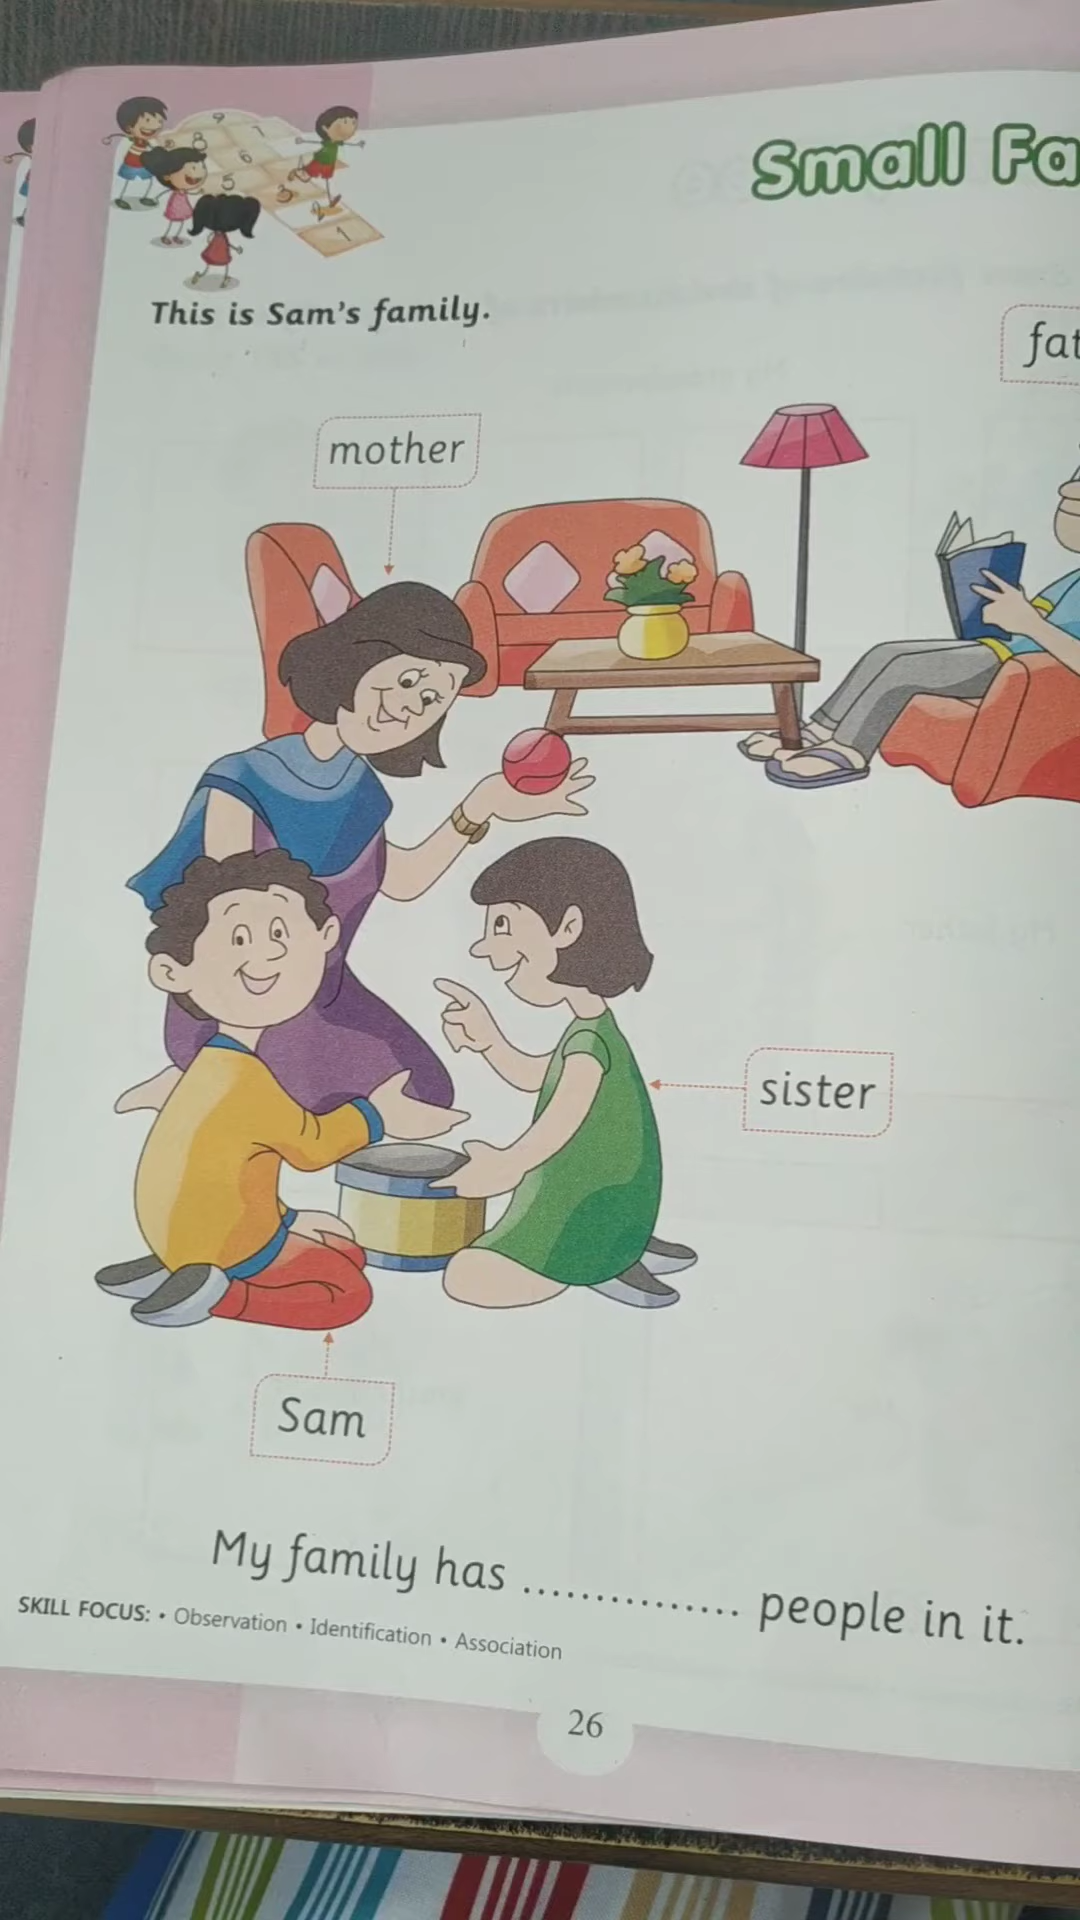 Small Fa
This is Sam's family.
fat
mother
sister
Sam
My family has .............. people in it.
SKILL FOCUS: • Observation • Identification • Association
26